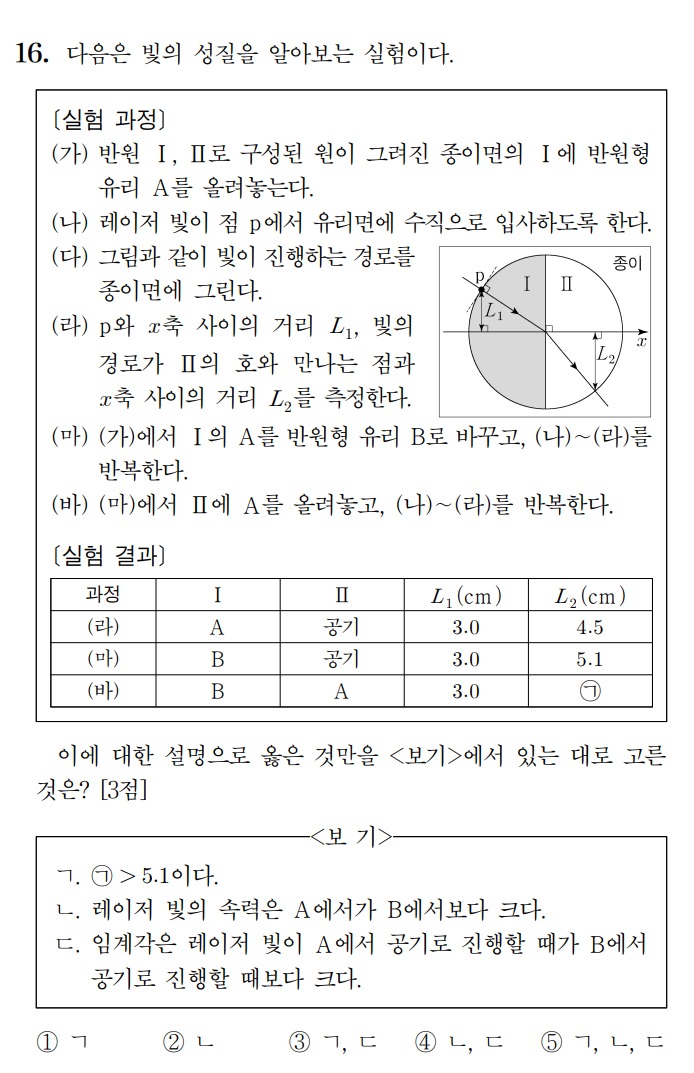 16. 다음은 빛의 성질을 알아보는 실험이다.
〔실험 과정〕
(가) 반원 Ⅰ, Ⅱ로 구성된 원이 그려진 종이면의 Ⅰ에 반원형
유리 A를 올려놓는다.
(나) 레이저 빛이 점 p에서 유리면에 수직으로 입사하도록 한다.
(다) 그림과 같이 빛이 진행하는 경로를
종이면에 그린다.
(라) p와 x축 사이의 거리 L₁, 빛의
경로가 Ⅱ의 호와 만나는 점과
x축 사이의 거리 L₂를 측정한다.
p
Ⅰ
Ⅱ
종이
L₁
x
L₂
(마) (가)에서 Ⅰ의 A를 반원형 유리 B로 바꾸고, (나)~(라)를
반복한다.
(바) (마)에서 Ⅱ에 A를 올려놓고, (나)~(라)를 반복한다.
〔실험 결과〕
과정 Ⅰ Ⅱ L₁(cm) L₂(cm)
(라) A 공기 3.0 4.5
(마) B 공기 3.0 5.1
(바) B A 3.0 ㉠
이에 대한 설명으로 옳은 것만을 <보기>에서 있는 대로 고른
것은? [3점]
<보 기>
ㄱ. ㉠ > 5.1이다.
ㄴ. 레이저 빛의 속력은 A에서가 B에서보다 크다.
ㄷ. 임계각은 레이저 빛이 A에서 공기로 진행할 때가 B에서
공기로 진행할 때보다 크다.
① ㄱ ② ㄴ ③ ㄱ, ㄷ ④ ㄴ, ㄷ ⑤ ㄱ, ㄴ, ㄷ